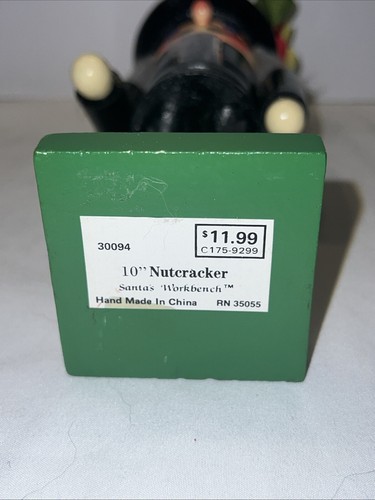 30094
$11.99
C175-9299
10" Nutcracker
Santa's Workbench™
Hand Made In China RN 35055